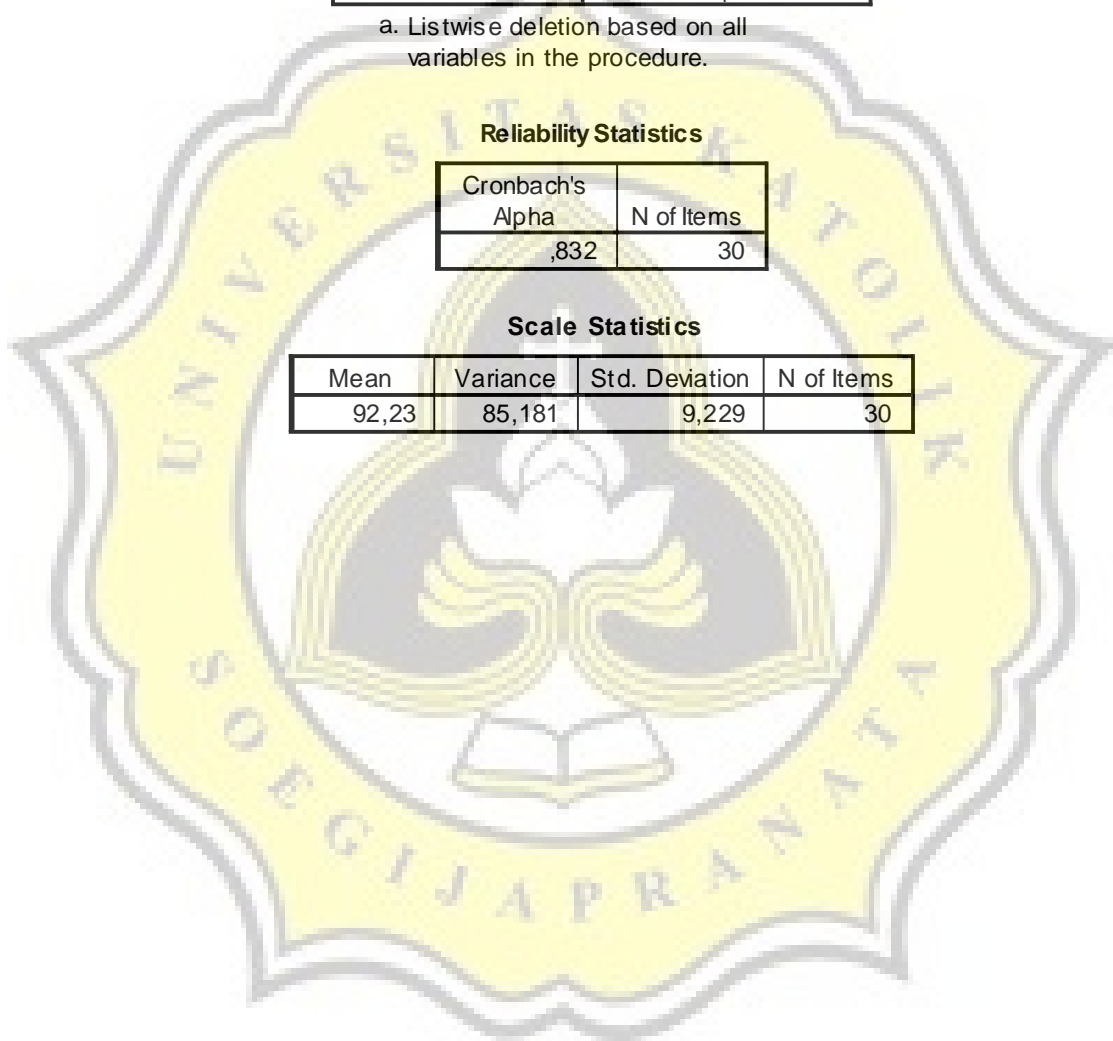 a. Listwise deletion based on all
variables in the procedure.
Reliability Statistics
Cronbach's
Alpha N of Items
,832 30
Scale Statistics
Mean Variance Std. Deviation N of Items
92,23 85,181 9,229 30
UNIVERSITAS KATOLIK
SOEGIJAPRANATA